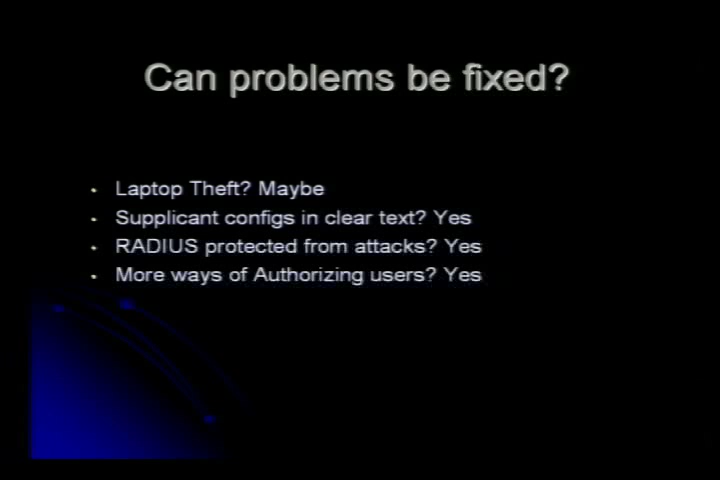 Can problems be fixed?
• Laptop Theft? Maybe
• Supplicant configs in clear text? Yes
• RADIUS protected from attacks? Yes
• More ways of Authorizing users? Yes